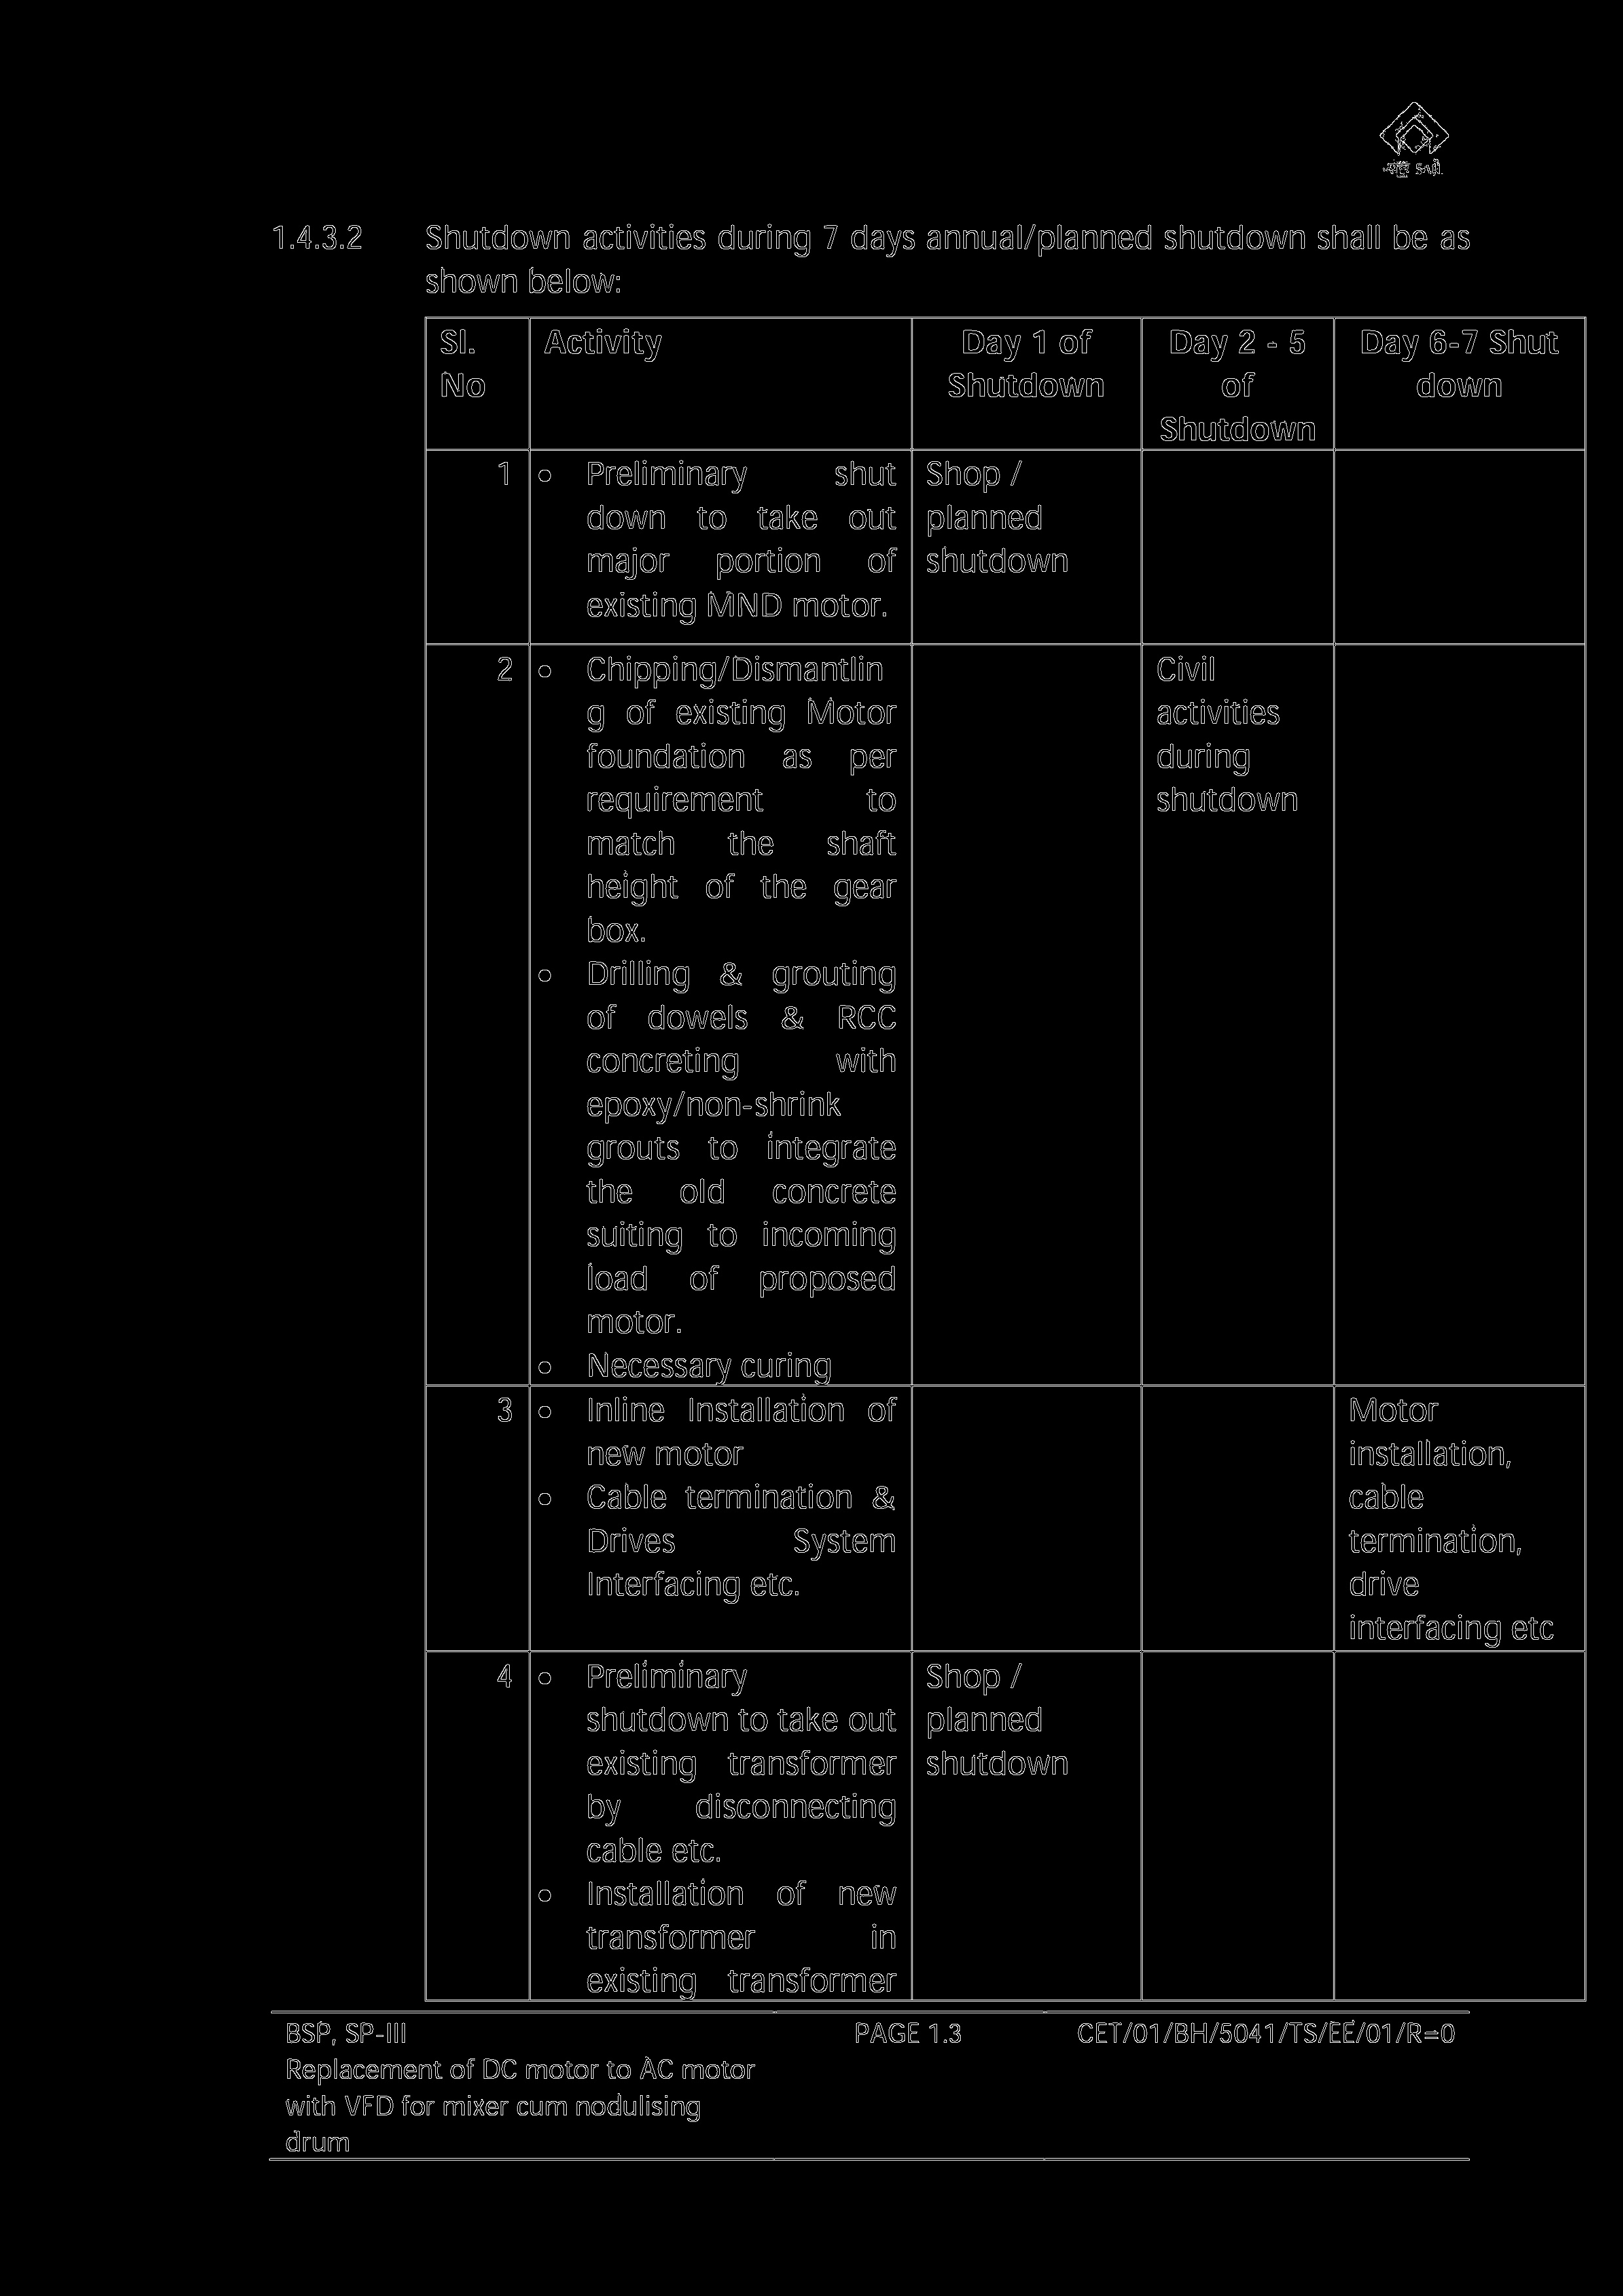 1.4.3.2 Shutdown activities during 7 days annual/planned shutdown shall be as
shown below:
Sl.
No
Activity
Day 1 of
Shutdown
Day 2 - 5
of
Shutdown
Day 6-7 Shut
down
1
• Preliminary shut
down to take out
major portion of
existing MND motor.
Shop /
planned
shutdown
2
• Chipping/Dismantlin
g of existing Motor
foundation as per
requirement to
match the shaft
height of the gear
box.
• Drilling & grouting
of dowels & RCC
concreting with
epoxy/non-shrink
grouts to integrate
the old concrete
suiting to incoming
load of proposed
motor.
• Necessary curing
Civil
activities
during
shutdown
3
• Inline Installation of
new motor
• Cable termination &
Drives System
Interfacing etc.
Motor
installation,
cable
termination,
drive
interfacing etc
4
• Preliminary
shutdown to take out
existing transformer
by disconnecting
cable etc.
• Installation of new
transformer in
existing transformer
Shop /
planned
shutdown
BSP, SP-III
Replacement of DC motor to AC motor
with VFD for mixer cum nodulising
drum
PAGE 1.3
CET/01/BH/5041/TS/EE/01/R=0